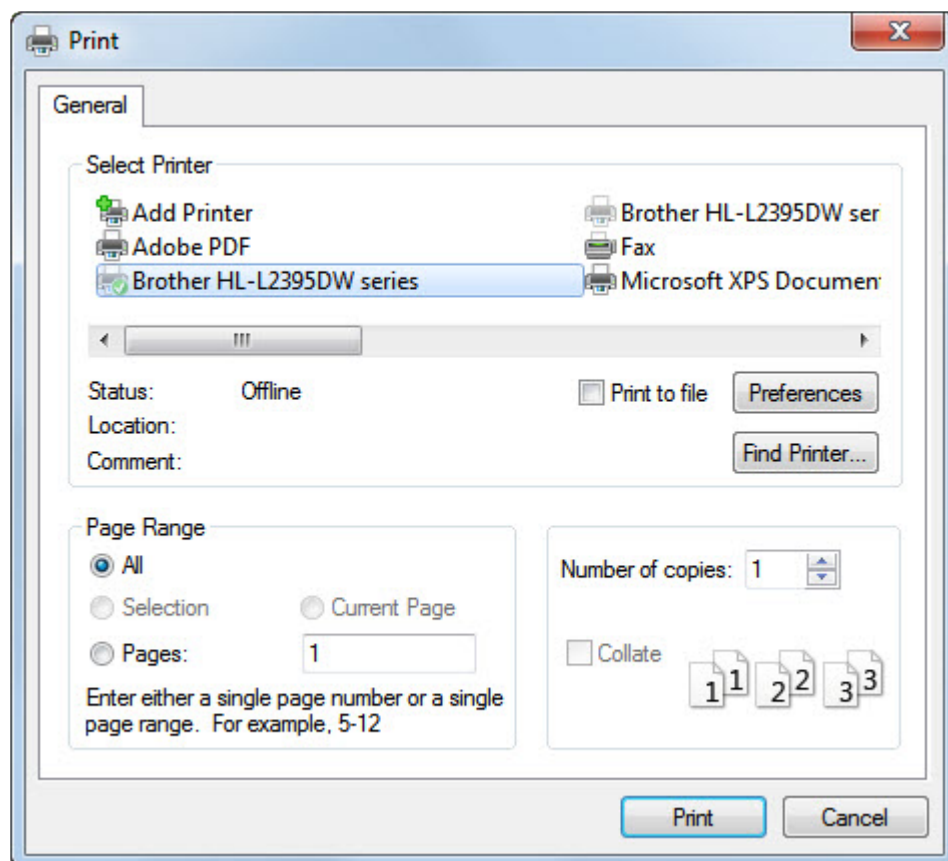 Print
General
Select Printer
Add Printer
Adobe PDF
Brother HL-L2395DW series
Brother HL-L2395DW ser
Fax
Microsoft XPS Documen
Status: Offline
Location:
Comment:
Print to file
Preferences
Find Printer...
Page Range
All
Selection
Current Page
Pages: 1
Enter either a single page number or a single
page range. For example, 5-12
Number of copies: 1
Collate
1 1 2 2 3 3
Print
Cancel